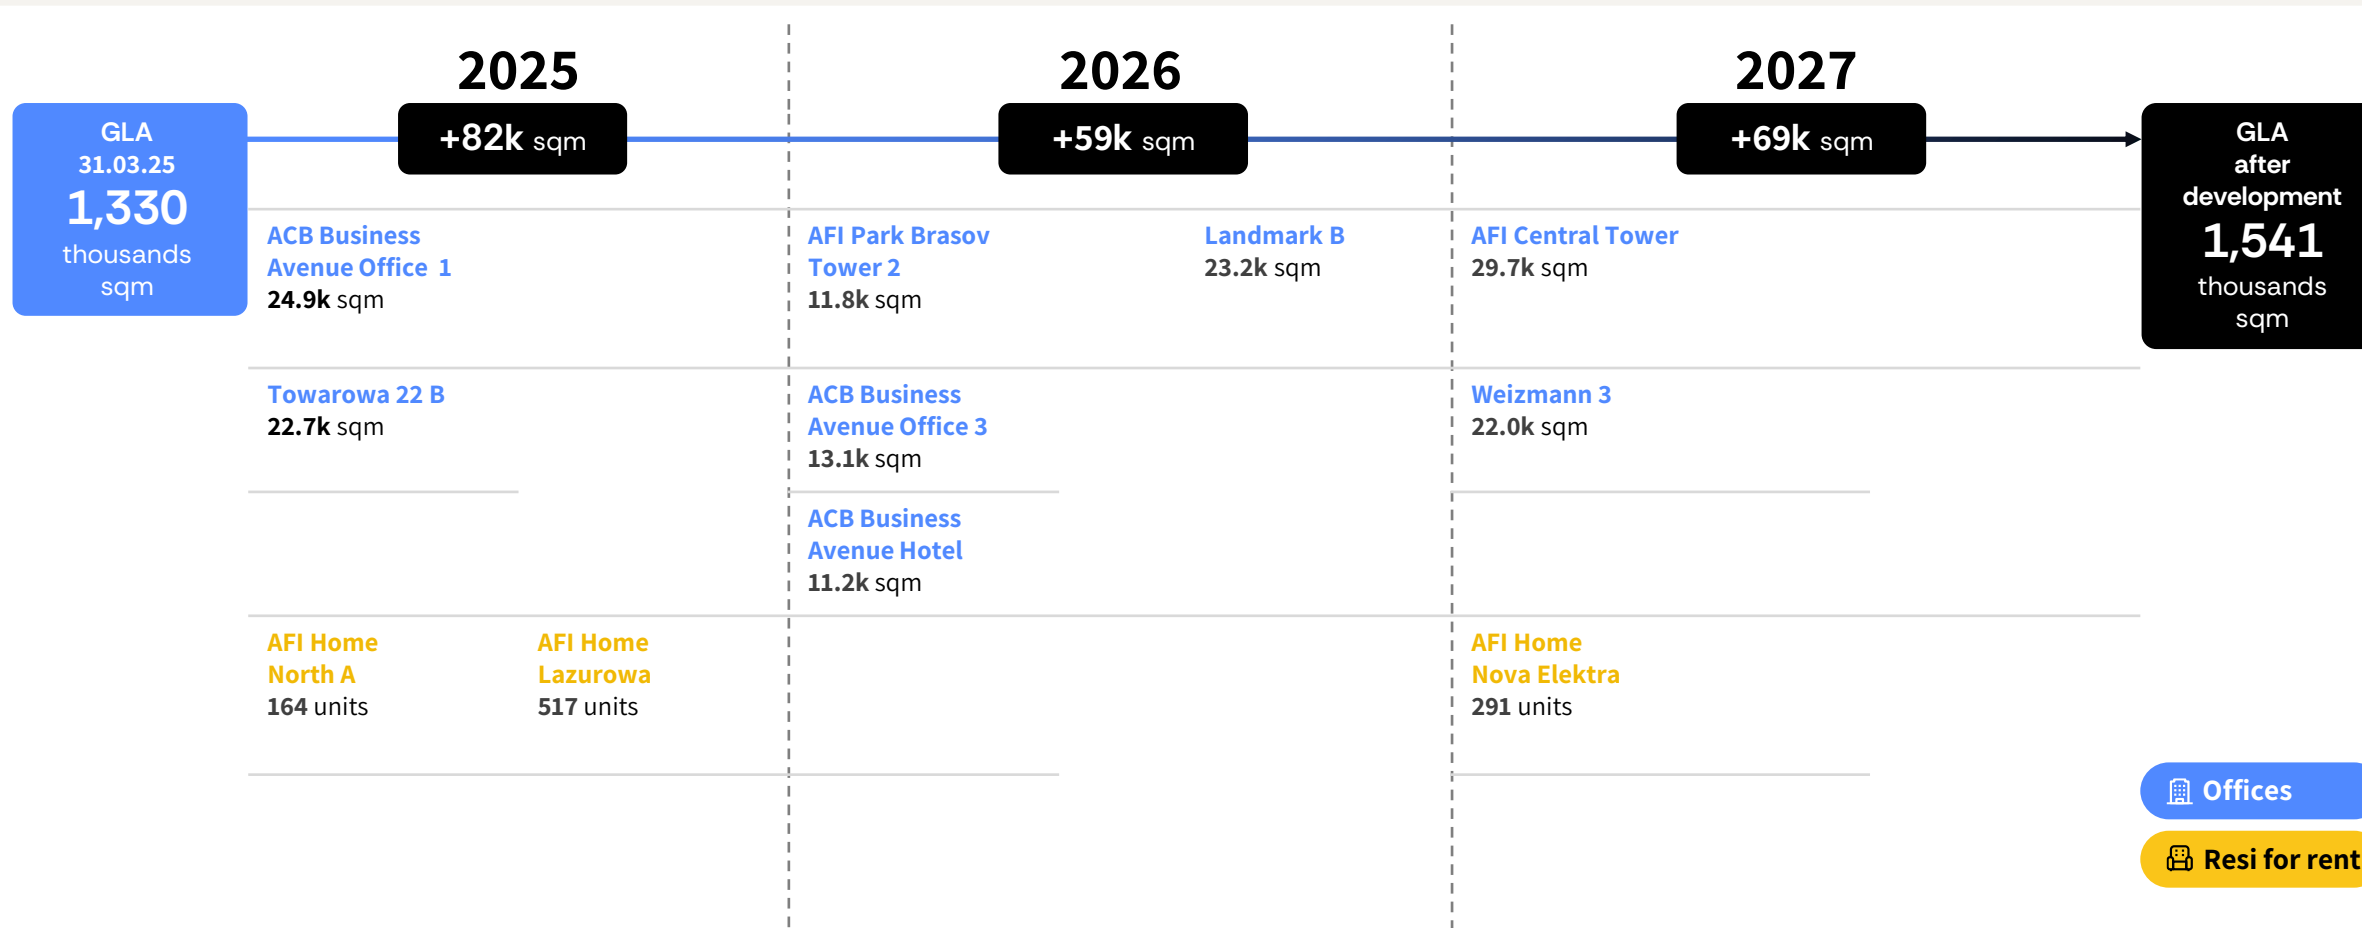 2025
2026
2027
GLA
31.03.25
1,330
thousands
sqm
+82k sqm
+59k sqm
+69k sqm
GLA
after
development
1,541
thousands
sqm
ACB Business
Avenue Office 1
24.9k sqm
AFI Park Brasov
Tower 2
11.8k sqm
Landmark B
23.2k sqm
AFI Central Tower
29.7k sqm
Towarowa 22 B
22.7k sqm
ACB Business
Avenue Office 3
13.1k sqm
Weizmann 3
22.0k sqm
ACB Business
Avenue Hotel
11.2k sqm
AFI Home
North A
164 units
AFI Home
Lazurowa
517 units
AFI Home
Nova Elektra
291 units
Offices
Resi for rent